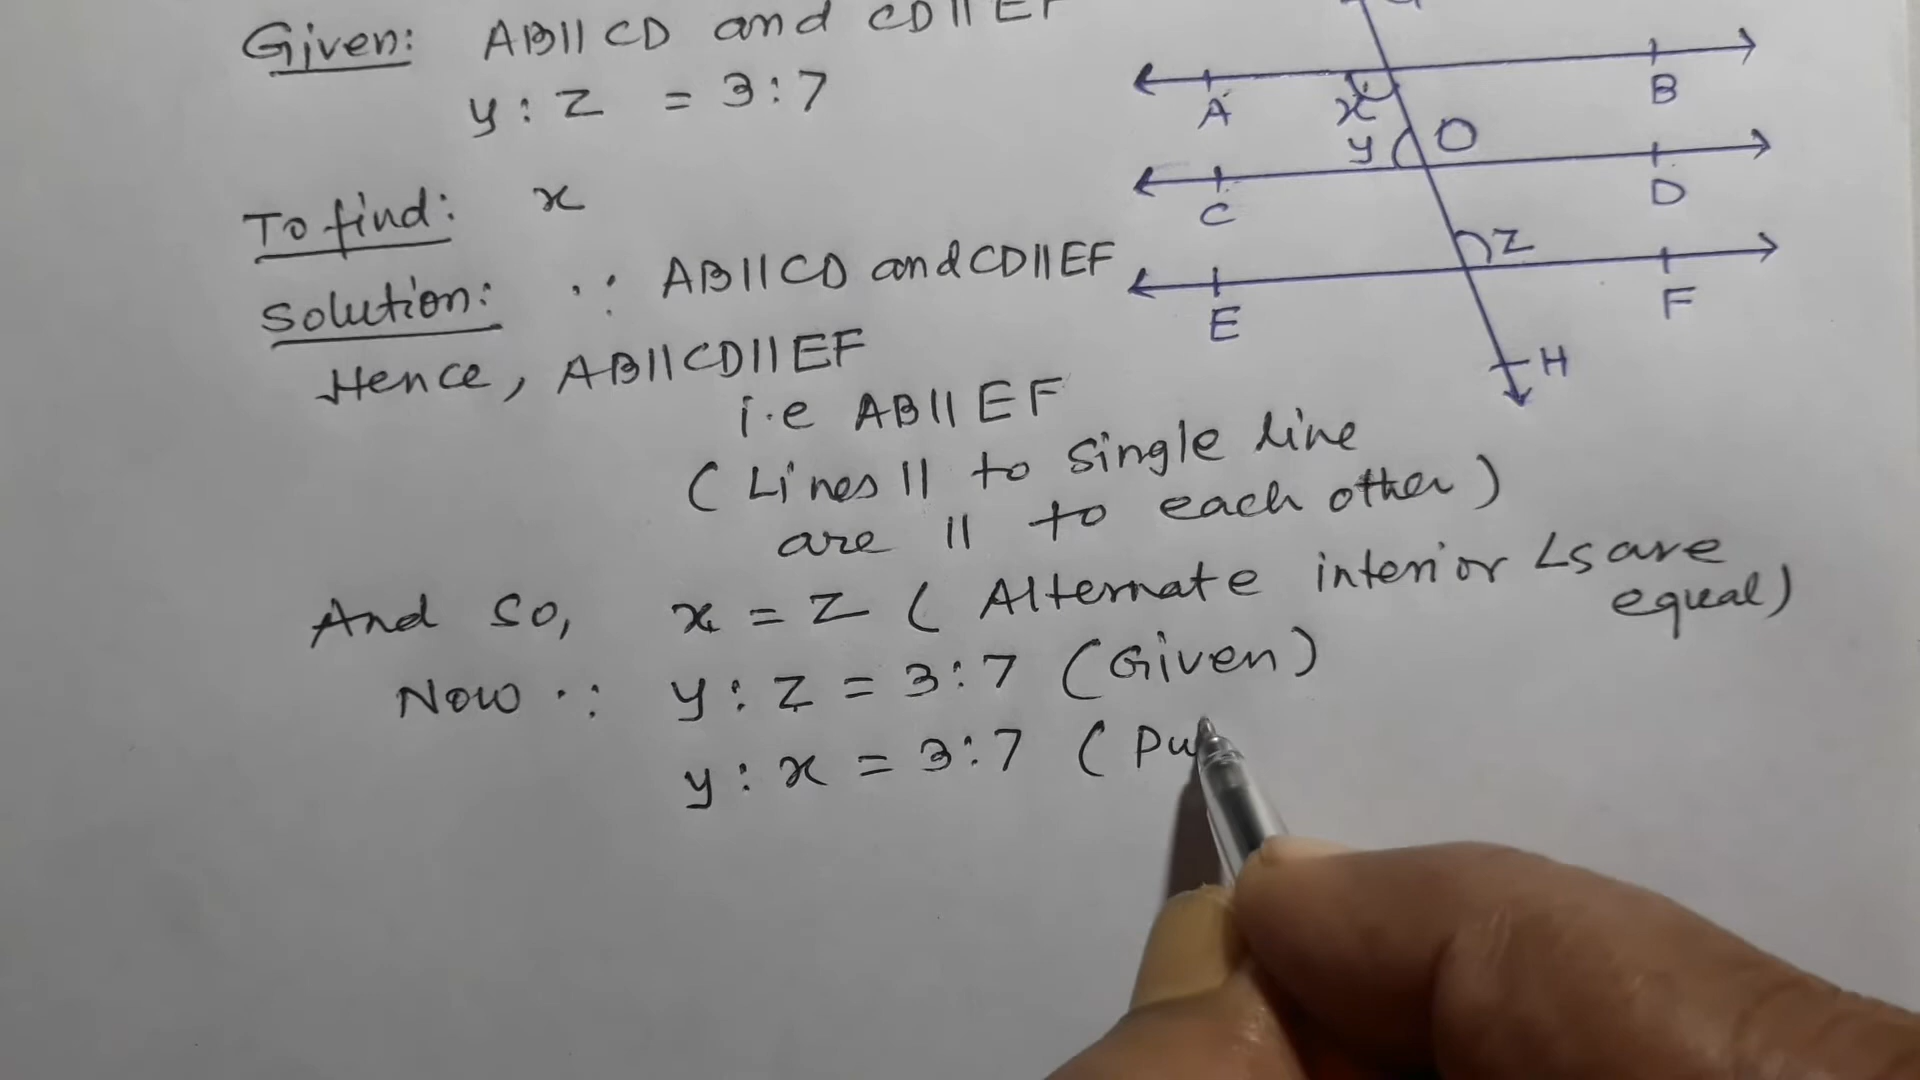 Given: AB || CD and CD || EF
y : z = 3 : 7
To find: x
Solution: ∵ AB || CD and CD || EF
Hence, AB || CD || EF
i.e AB || EF
( Lines || to single line
are || to each other )
And so, x = z ( Alternate interior ∠s are
equal )
Now ∵ y : z = 3 : 7 ( Given )
y : x = 3 : 7 ( Pu
A
x
B
y
O
C
D
z
E
F
H